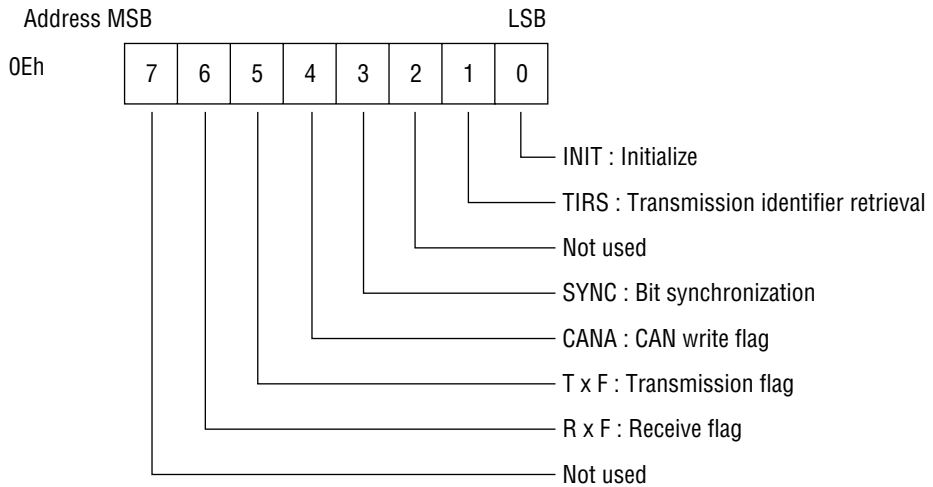 Address MSB LSB
0Eh 7 6 5 4 3 2 1 0
INIT : Initialize
TIRS : Transmission identifier retrieval
Not used
SYNC : Bit synchronization
CANA : CAN write flag
T x F : Transmission flag
R x F : Receive flag
Not used